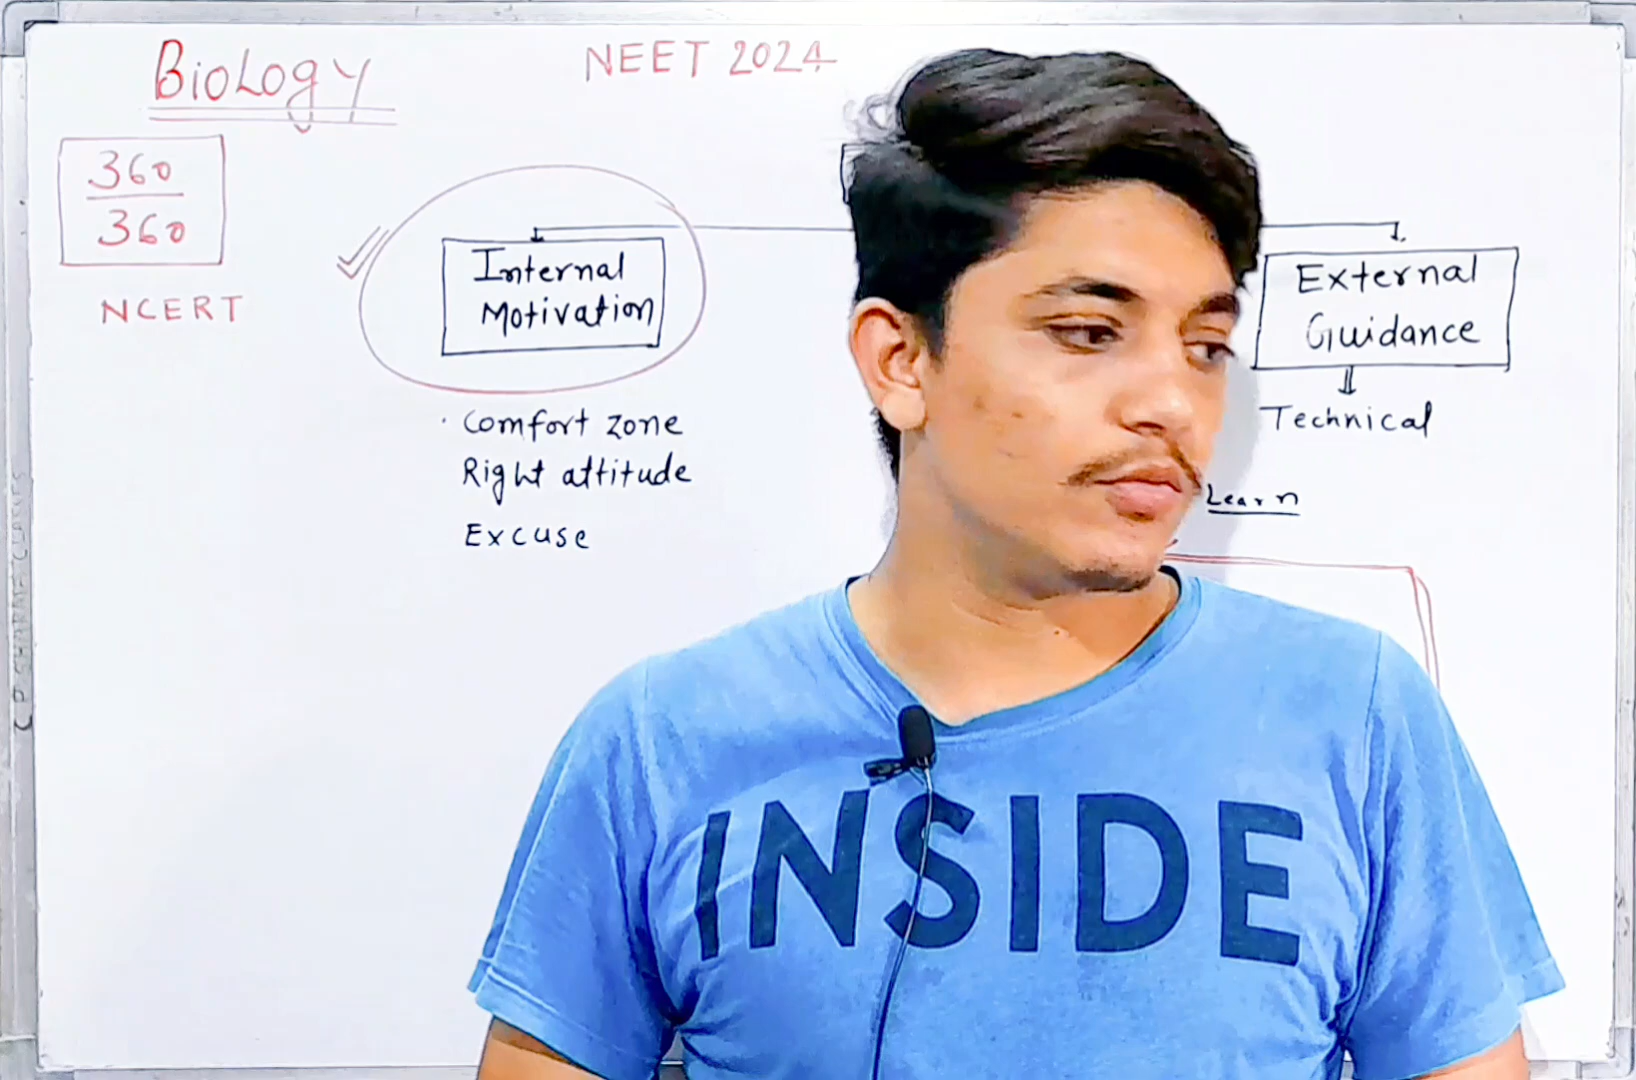 Biology
NEET 2024
360
360
NCERT
Internal
Motivation
External
Guidance
Technical
Learn
Comfort zone
Right attitude
Excuse
INSIDE